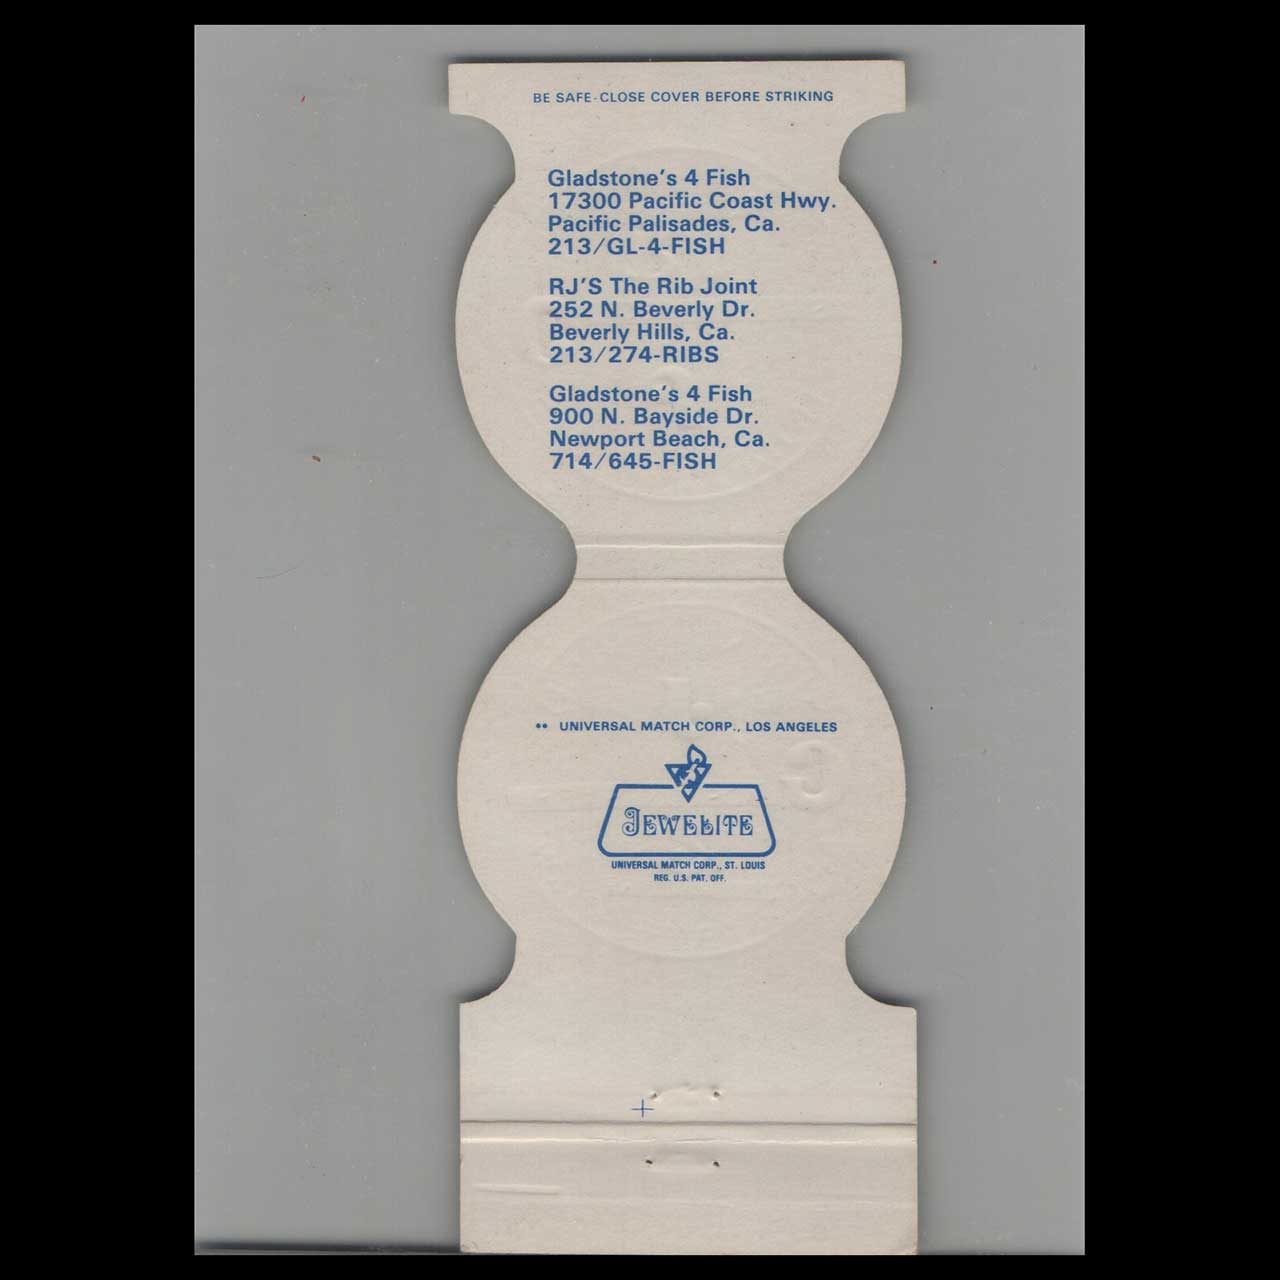 BE SAFE-CLOSE COVER BEFORE STRIKING
Gladstone's 4 Fish
17300 Pacific Coast Hwy.
Pacific Palisades, Ca.
213/GL-4-FISH
RJ'S The Rib Joint
252 N. Beverly Dr.
Beverly Hills, Ca.
213/274-RIBS
Gladstone's 4 Fish
900 N. Bayside Dr.
Newport Beach, Ca.
714/645-FISH
•• UNIVERSAL MATCH CORP., LOS ANGELES
JEWELITE
UNIVERSAL MATCH CORP., ST. LOUIS
REG. U.S. PAT. OFF.